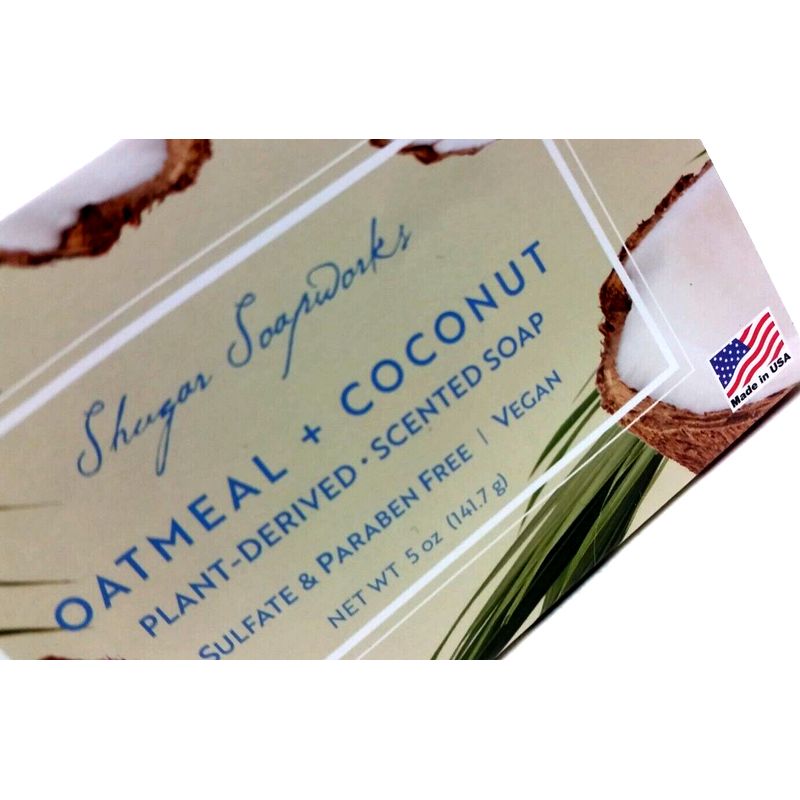 Shugar Soapworks
OATMEAL + COCONUT
PLANT-DERIVED • SCENTED SOAP
SULFATE & PARABEN FREE | VEGAN
NET WT 5 oz (141.7 g)
Made in USA